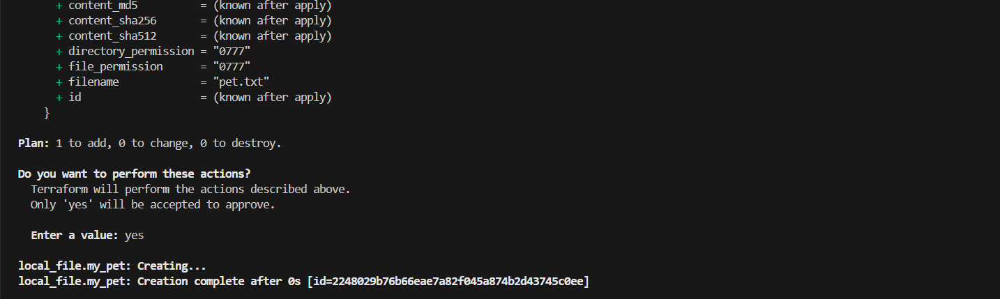 + content_md5          = (known after apply)
+ content_sha256       = (known after apply)
+ content_sha512       = (known after apply)
+ directory_permission = "0777"
+ file_permission      = "0777"
+ filename             = "pet.txt"
+ id                   = (known after apply)
}
Plan: 1 to add, 0 to change, 0 to destroy.
Do you want to perform these actions?
Terraform will perform the actions described above.
Only 'yes' will be accepted to approve.
Enter a value: yes
local_file.my_pet: Creating...
local_file.my_pet: Creation complete after 0s [id=2248029b76b66eae7a82f045a874b2d43745c0ee]